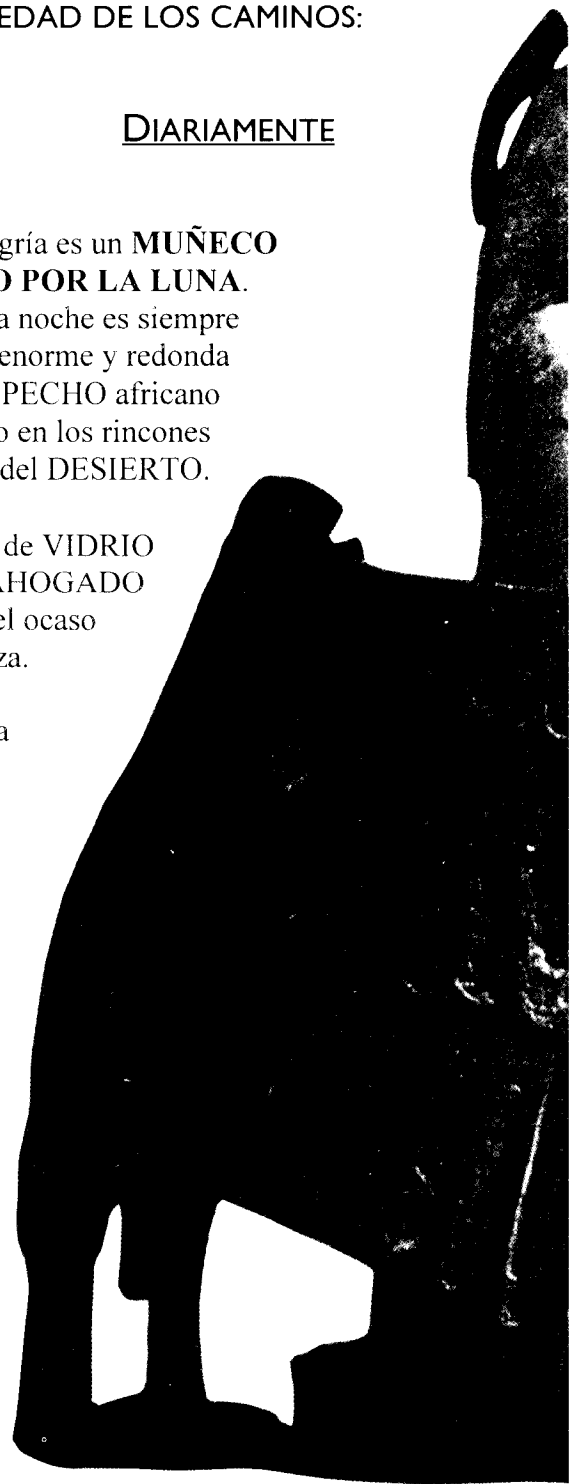 EDAD DE LOS CAMINOS:
DIARIAMENTE
gría es un MUÑECO
O POR LA LUNA.
a noche es siempre
enorme y redonda
PECHO africano
o en los rincones
del DESIERTO.
de VIDRIO
AHOGADO
el ocaso
za.
a